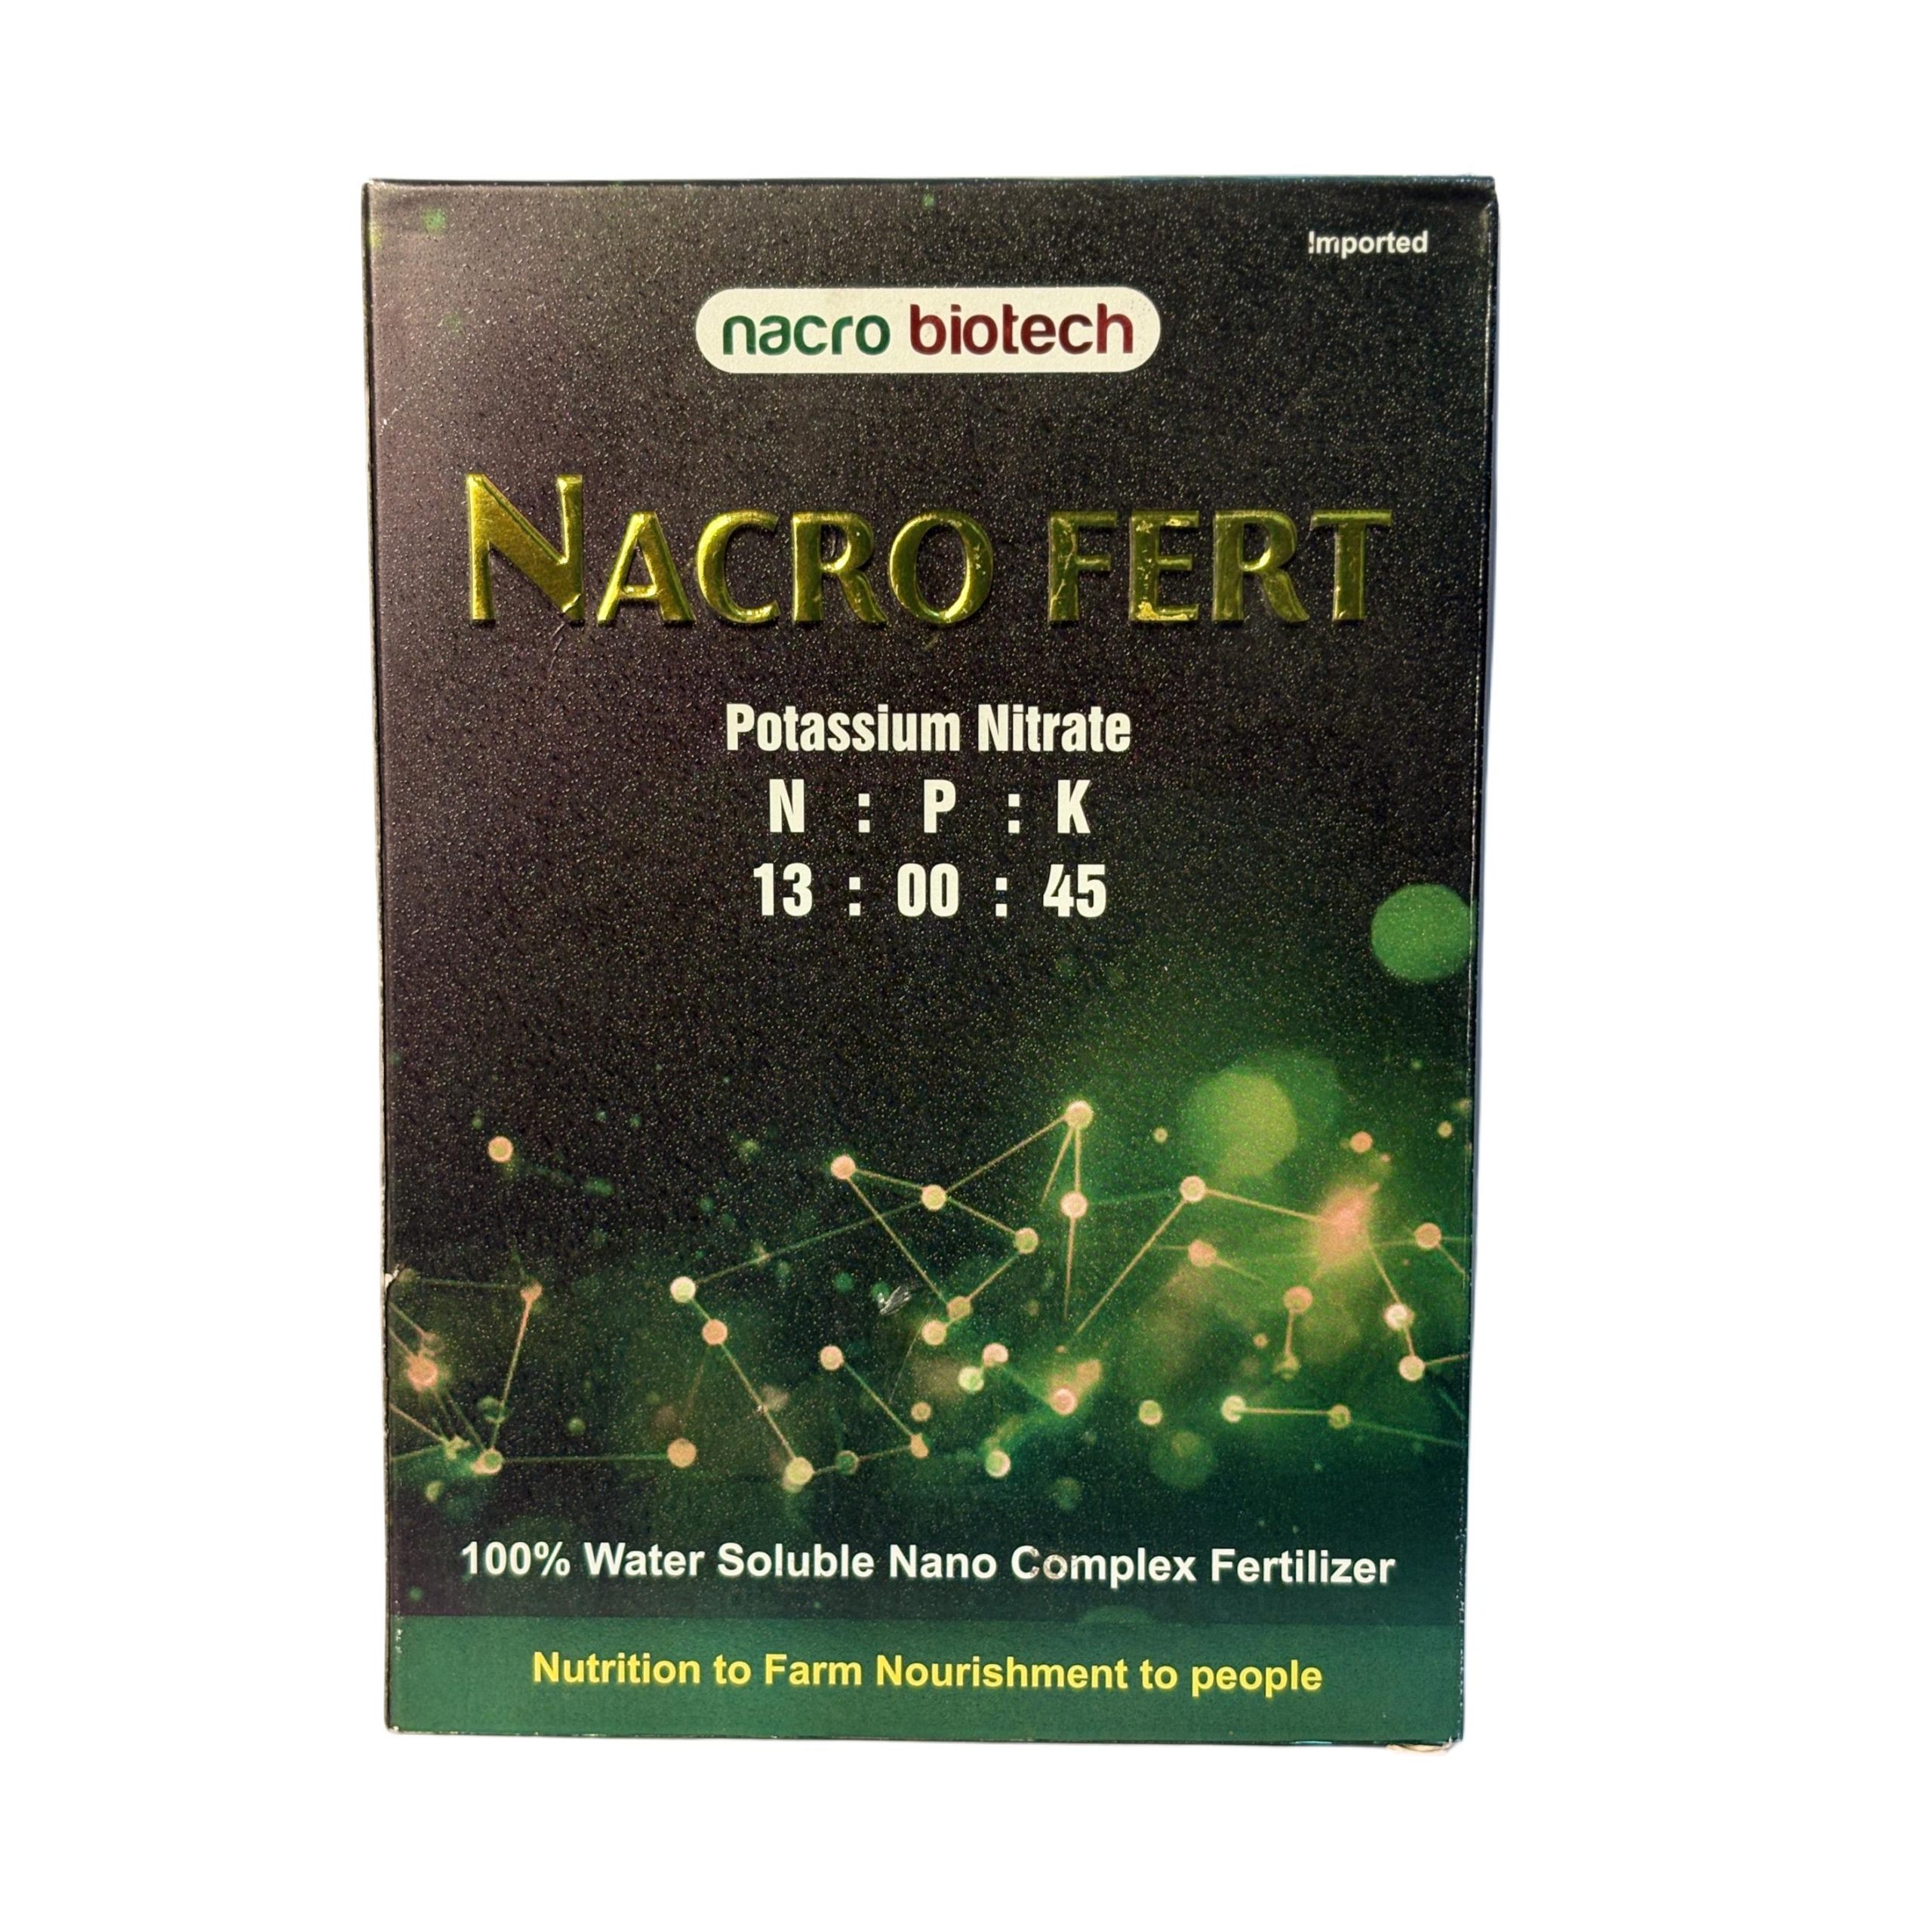 Imported
nacro biotech
NACRO FERT
Potassium Nitrate
N : P : K
13 : 00 : 45
100% Water Soluble Nano Complex Fertilizer
Nutrition to Farm Nourishment to people